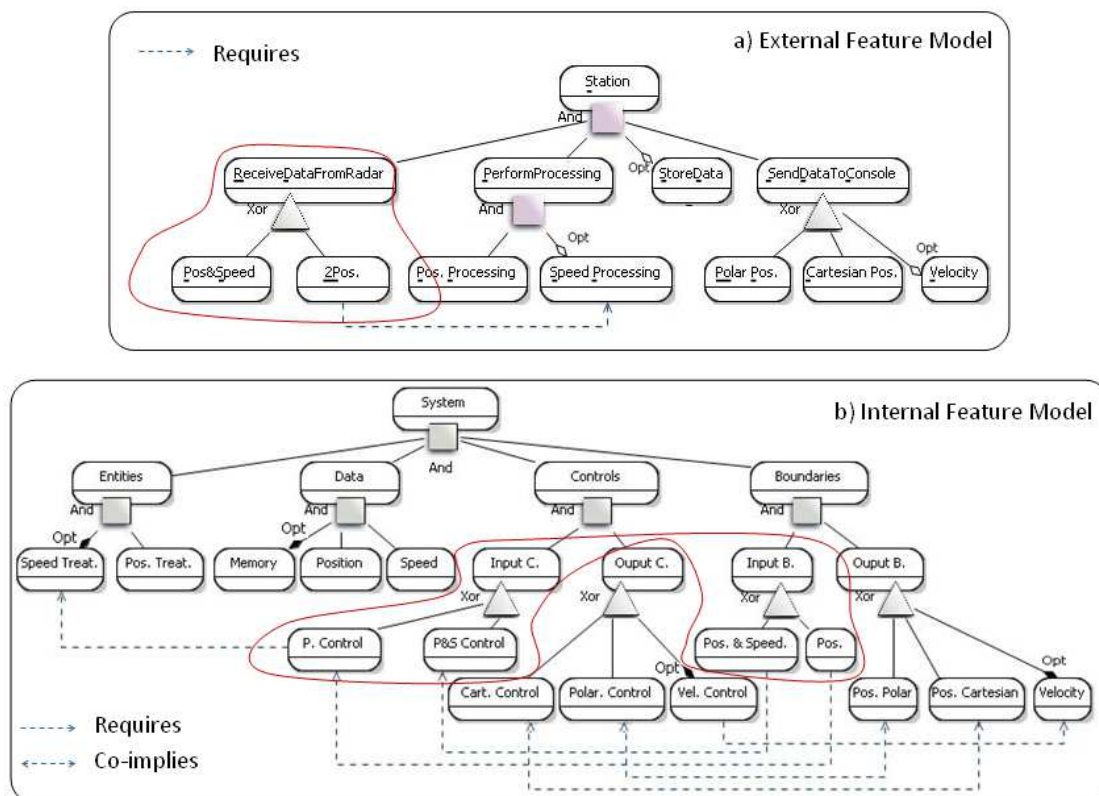 Requires
a) External Feature Model
Station
And
ReceiveDataFromRadar
PerformProcessing
Opt
StoreData
SendDataToConsole
Xor
And
Opt
Xor
Opt
Pos&Speed
2Pos.
Pos. Processing
Speed Processing
Polar Pos.
Cartesian Pos.
Velocity
System
b) Internal Feature Model
And
Entities
Data
Controls
Boundaries
And
And
And
And
Opt
Opt
Speed Treat.
Pos. Treat.
Memory
Position
Speed
Input C.
Ouput C.
Input B.
Ouput B.
Xor
Xor
Xor
Xor
P. Control
P&S Control
Pos. & Speed.
Pos.
Opt
Opt
Cart. Control
Polar. Control
Vel. Control
Pos. Polar
Pos. Cartesian
Velocity
Requires
Co-implies